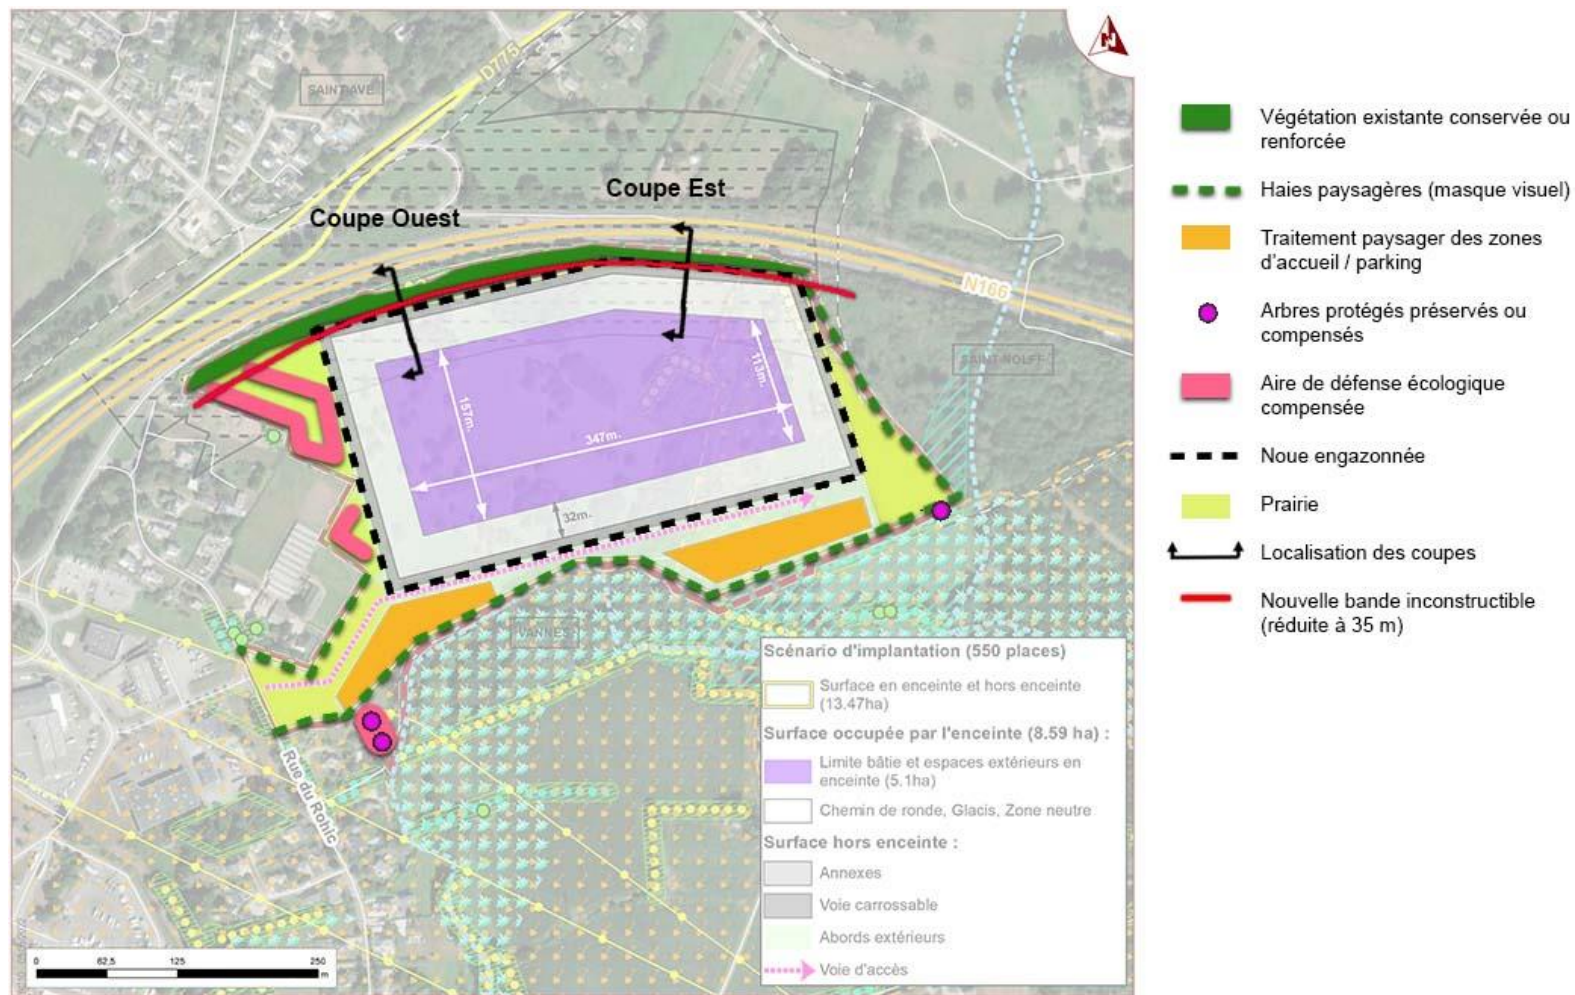 N
D775
SAINT-AVE
Coupe Est
Coupe Ouest
N166
SAINT-NOLFF
113m.
157m.
347m.
32m.
VANNES
Rue du Rohic
Scénario d'implantation (550 places)
Surface en enceinte et hors enceinte
(13.47ha)
Surface occupée par l'enceinte (8.59 ha) :
Limite bâtie et espaces extérieurs en
enceinte (5.1ha)
Chemin de ronde, Glacis, Zone neutre
Surface hors enceinte :
Annexes
Voie carrossable
Abords extérieurs
Voie d'accès
0 62,5 125 250
m
Végétation existante conservée ou
renforcée
Haies paysagères (masque visuel)
Traitement paysager des zones
d'accueil / parking
Arbres protégés préservés ou
compensés
Aire de défense écologique
compensée
Noue engazonnée
Prairie
Localisation des coupes
Nouvelle bande inconstructible
(réduite à 35 m)